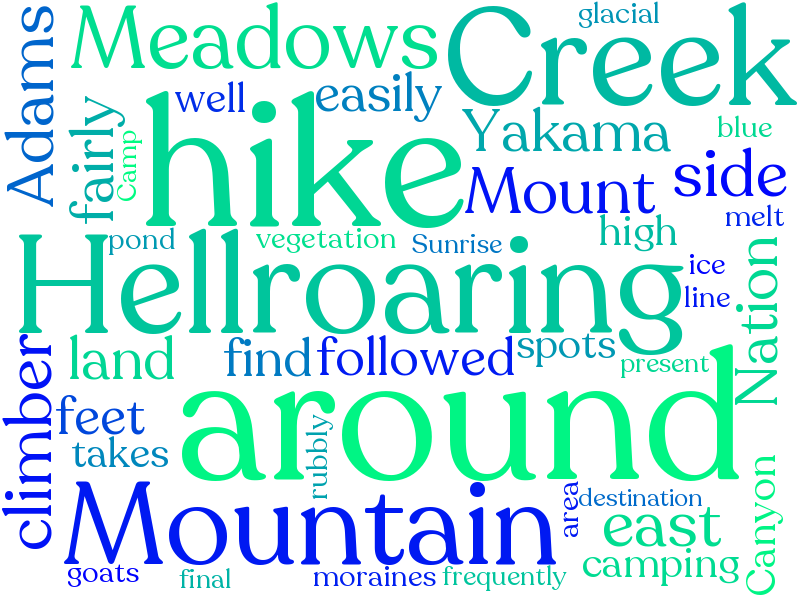 glacial
Meadows
Creek
Adams
well
easily
hike
fairly
Camp
Yakama
blue
Mount
side
melt
pond
vegetation
Sunrise
high
Hellroaring
ice
line
Nation
land
find
followed
spots
present
climber
feet
takes
around
rubbly
Mountain
area
destination
east
Canyon
goats
final
moraines
frequently
camping